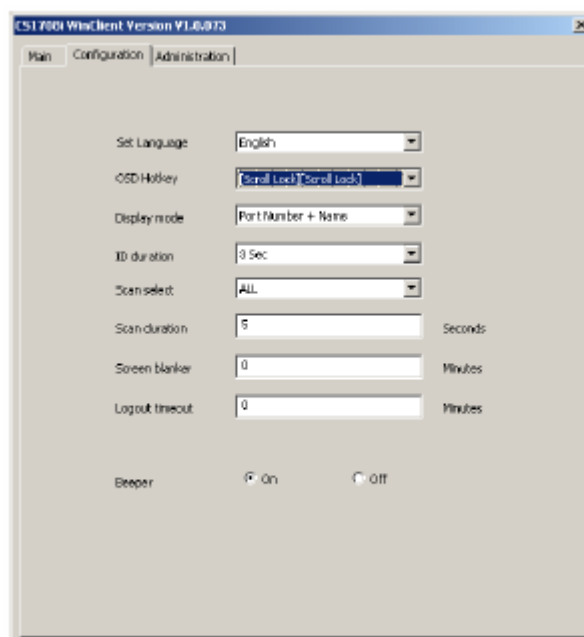 CS1708i WinClient Version V1.0.073
Main Configuration Administration
Set Language English
OSD Hotkey [Scroll Lock][Scroll Lock]
Display mode Port Number + Name
ID duration 3 Sec
Scan select ALL
Scan duration 5 Seconds
Screen blanker 0 Minutes
Logout timeout 0 Minutes
Beeper On Off